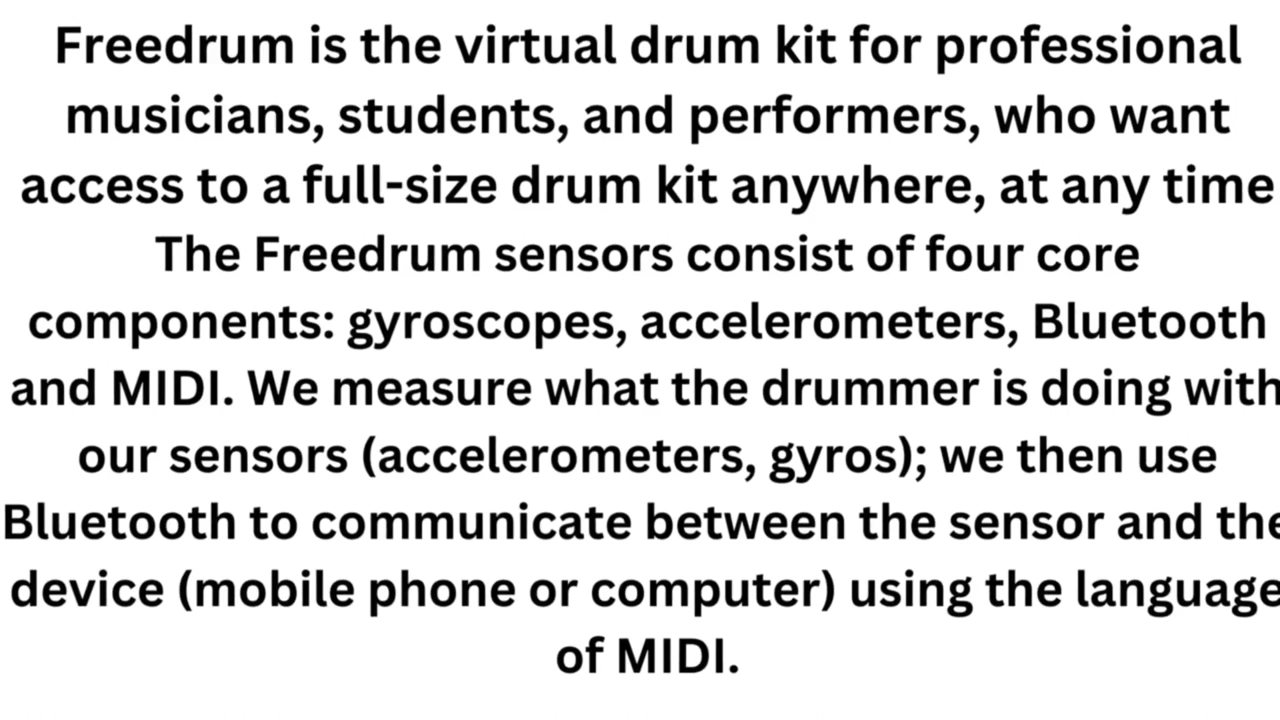 Freedrum is the virtual drum kit for professional
musicians, students, and performers, who want
access to a full-size drum kit anywhere, at any time
The Freedrum sensors consist of four core
components: gyroscopes, accelerometers, Bluetooth
and MIDI. We measure what the drummer is doing with
our sensors (accelerometers, gyros); we then use
Bluetooth to communicate between the sensor and the
device (mobile phone or computer) using the language
of MIDI.